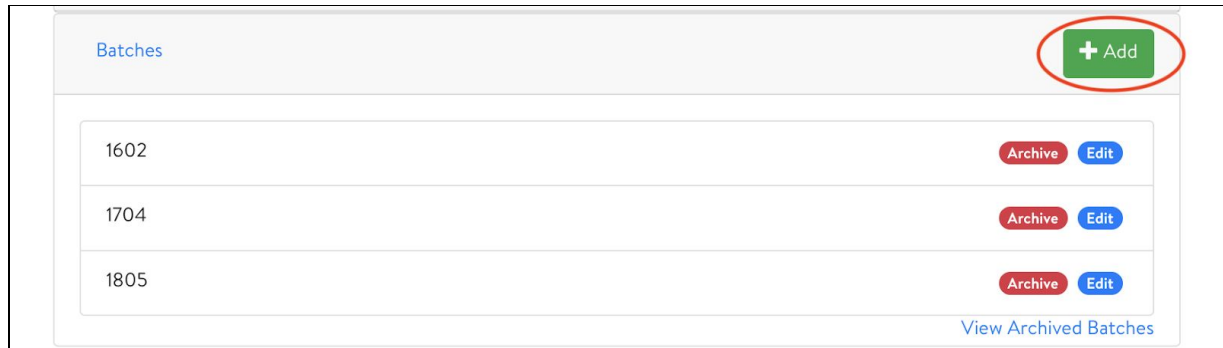 Batches + Add
1602 Archive Edit
1704 Archive Edit
1805 Archive Edit
View Archived Batches